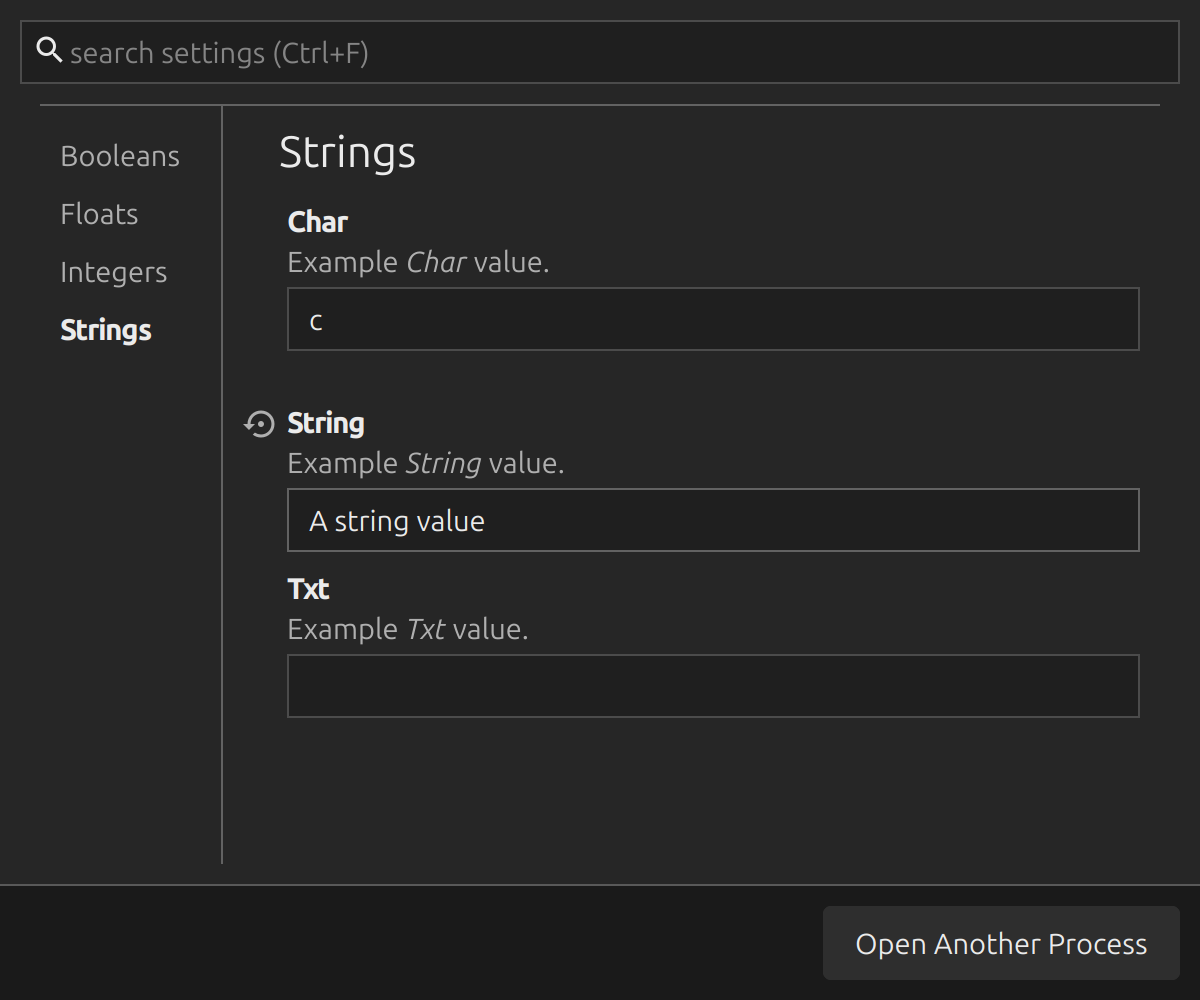 search settings (Ctrl+F)
Booleans
Floats
Integers
Strings
Strings
Char
Example Char value.
c
String
Example String value.
A string value
Txt
Example Txt value.
Open Another Process